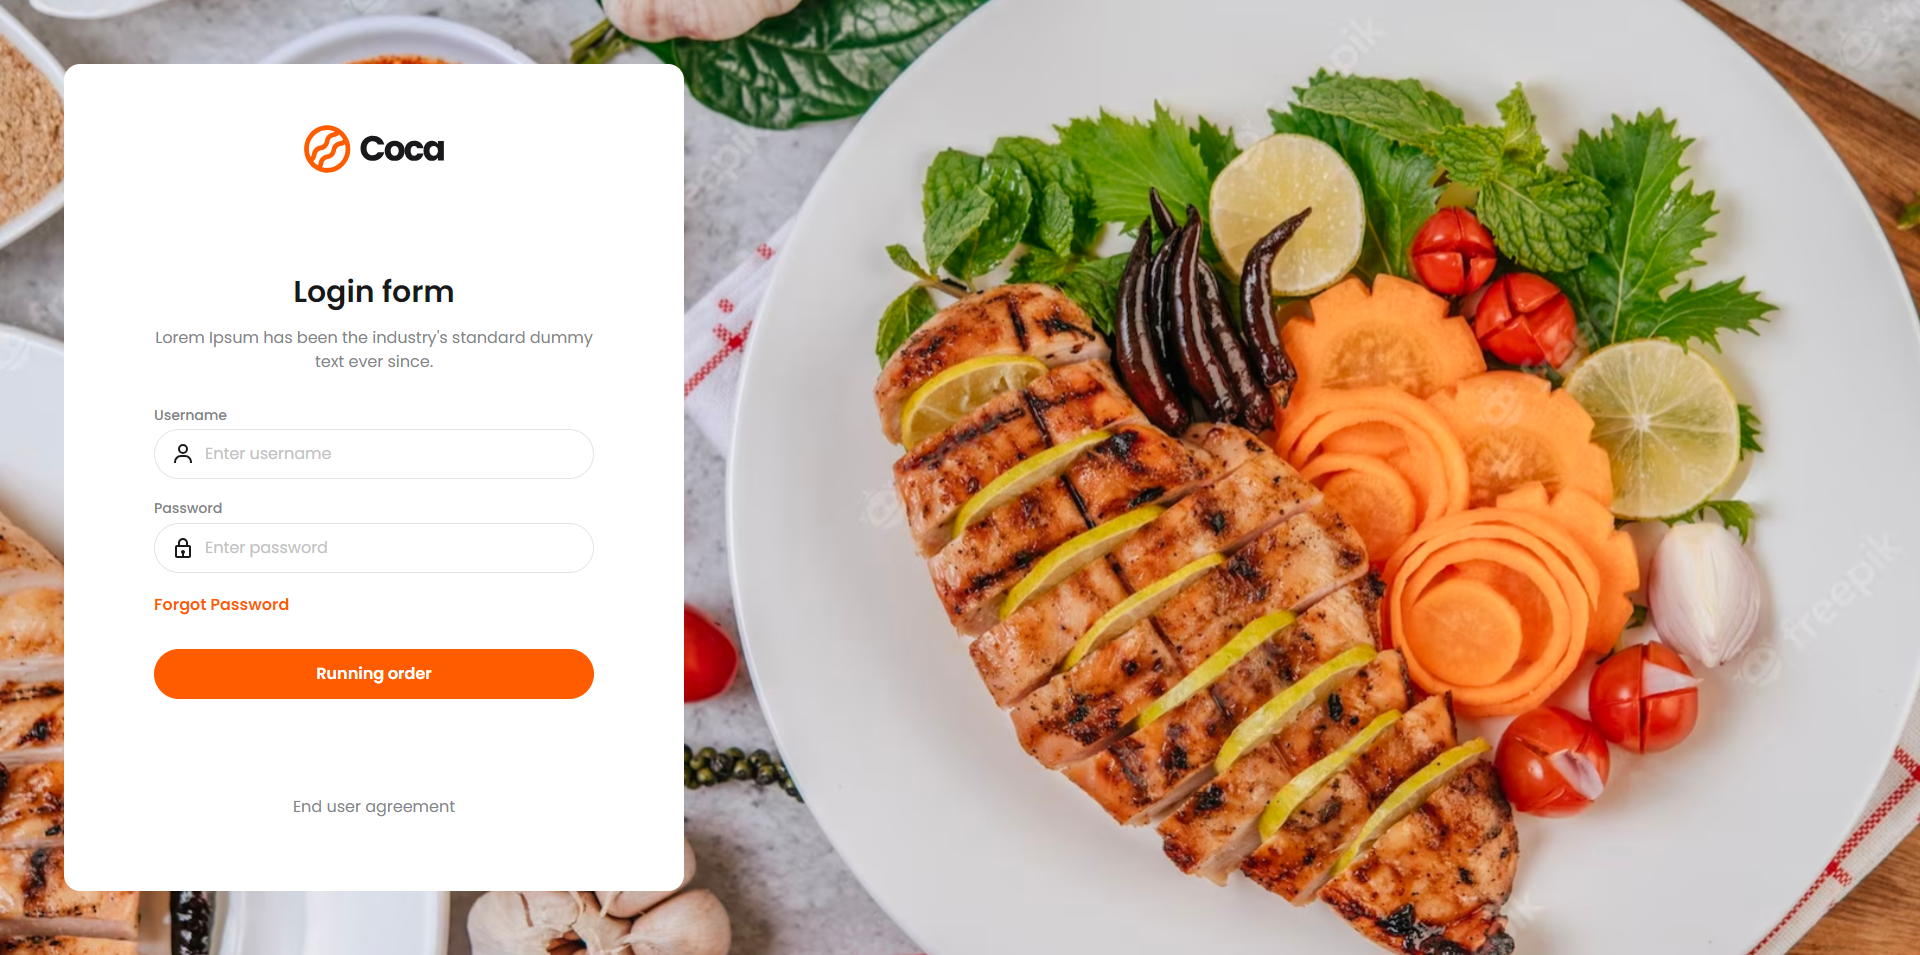 Coca
Login form
Lorem Ipsum has been the industry's standard dummy
text ever since.
Username
Enter username
Password
Enter password
Forgot Password
Running order
End user agreement
freepik